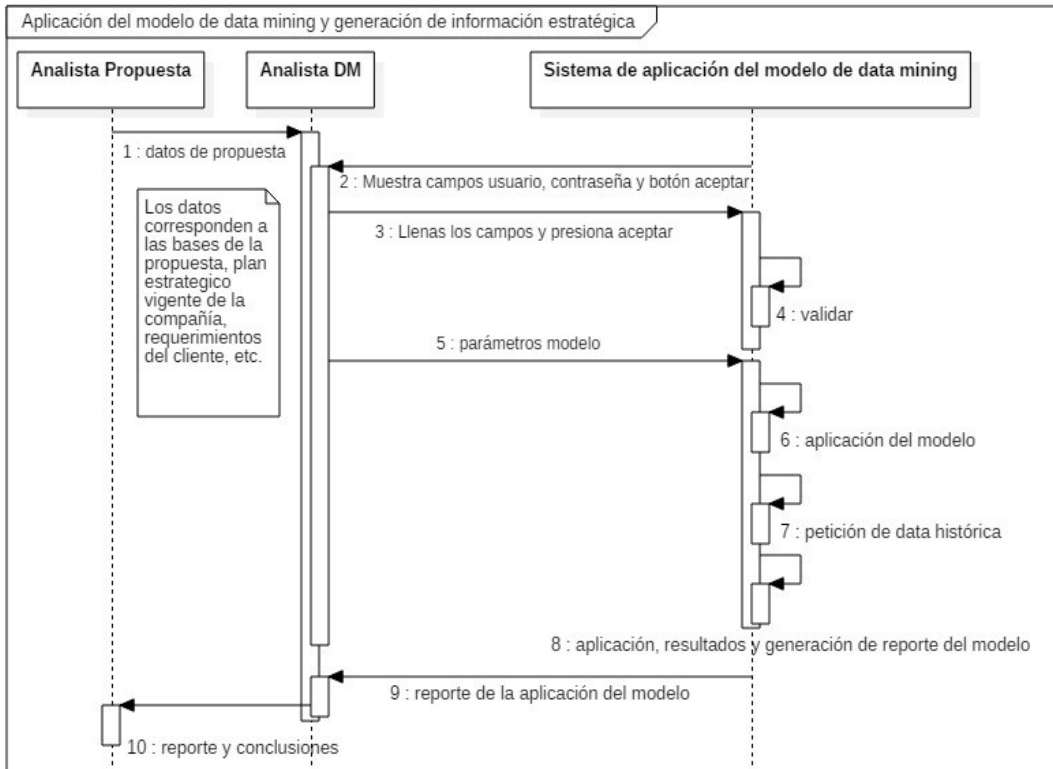 Aplicación del modelo de data mining y generación de información estratégica
Analista Propuesta
Analista DM
Sistema de aplicación del modelo de data mining
1 : datos de propuesta
2 : Muestra campos usuario, contraseña y botón aceptar
Los datos
corresponden a
las bases de la
propuesta, plan
estrategico
vigente de la
compañía,
requerimientos
del cliente, etc.
3 : Llenas los campos y presiona aceptar
4 : validar
5 : parámetros modelo
6 : aplicación del modelo
7 : petición de data histórica
8 : aplicación, resultados y generación de reporte del modelo
9 : reporte de la aplicación del modelo
10 : reporte y conclusiones